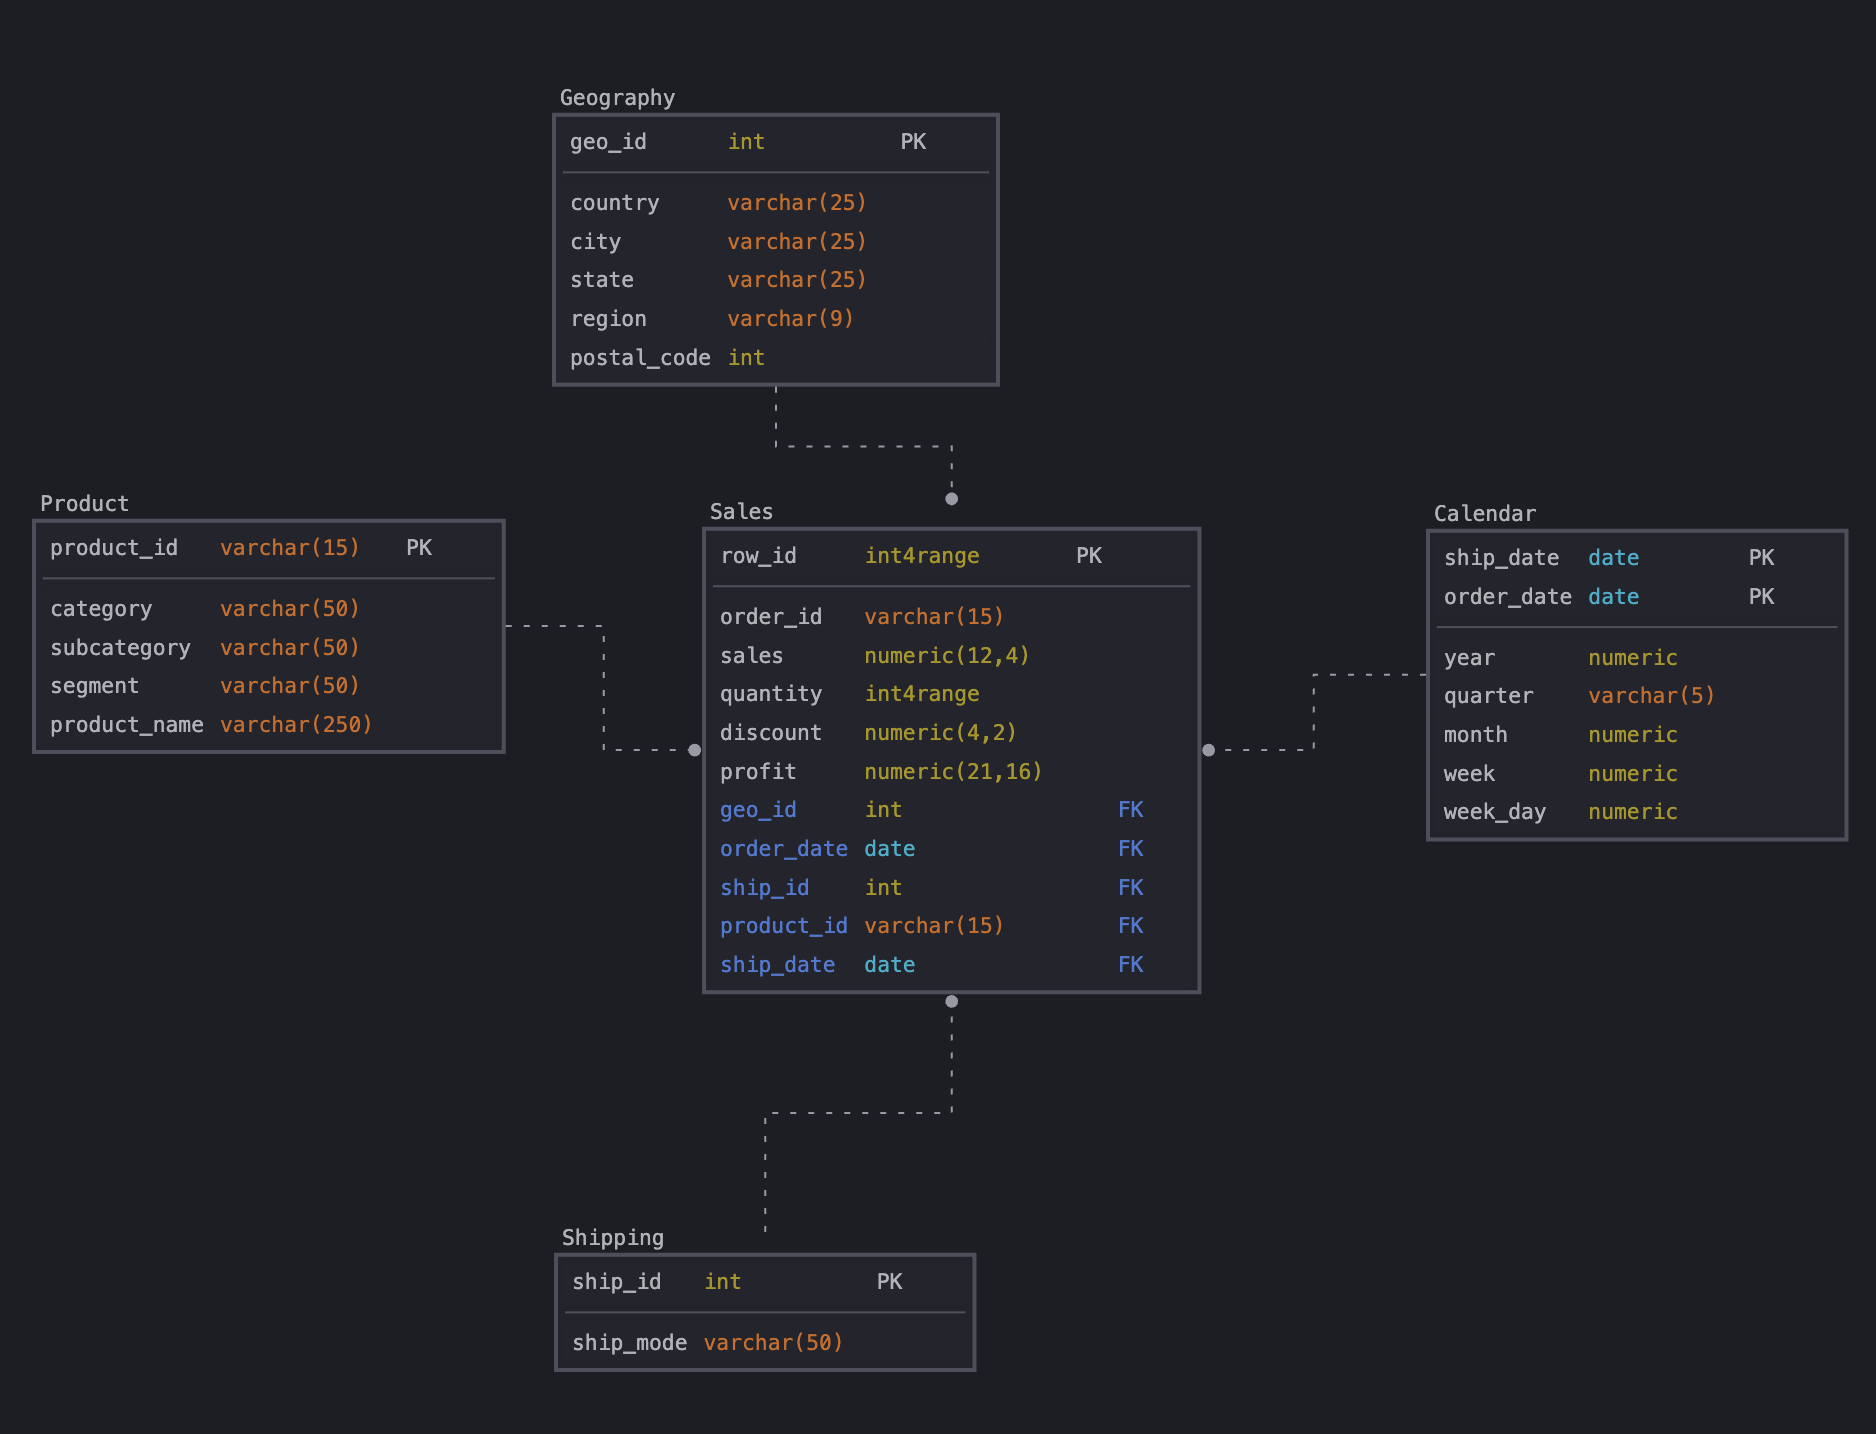 Geography
geo_id int PK
country varchar(25)
city varchar(25)
state varchar(25)
region varchar(9)
postal_code int
Product
product_id varchar(15) PK
category varchar(50)
subcategory varchar(50)
segment varchar(50)
product_name varchar(250)
Sales
row_id int4range PK
order_id varchar(15)
sales numeric(12,4)
quantity int4range
discount numeric(4,2)
profit numeric(21,16)
geo_id int FK
order_date date FK
ship_id int FK
product_id varchar(15) FK
ship_date date FK
Calendar
ship_date date PK
order_date date PK
year numeric
quarter varchar(5)
month numeric
week numeric
week_day numeric
Shipping
ship_id int PK
ship_mode varchar(50)